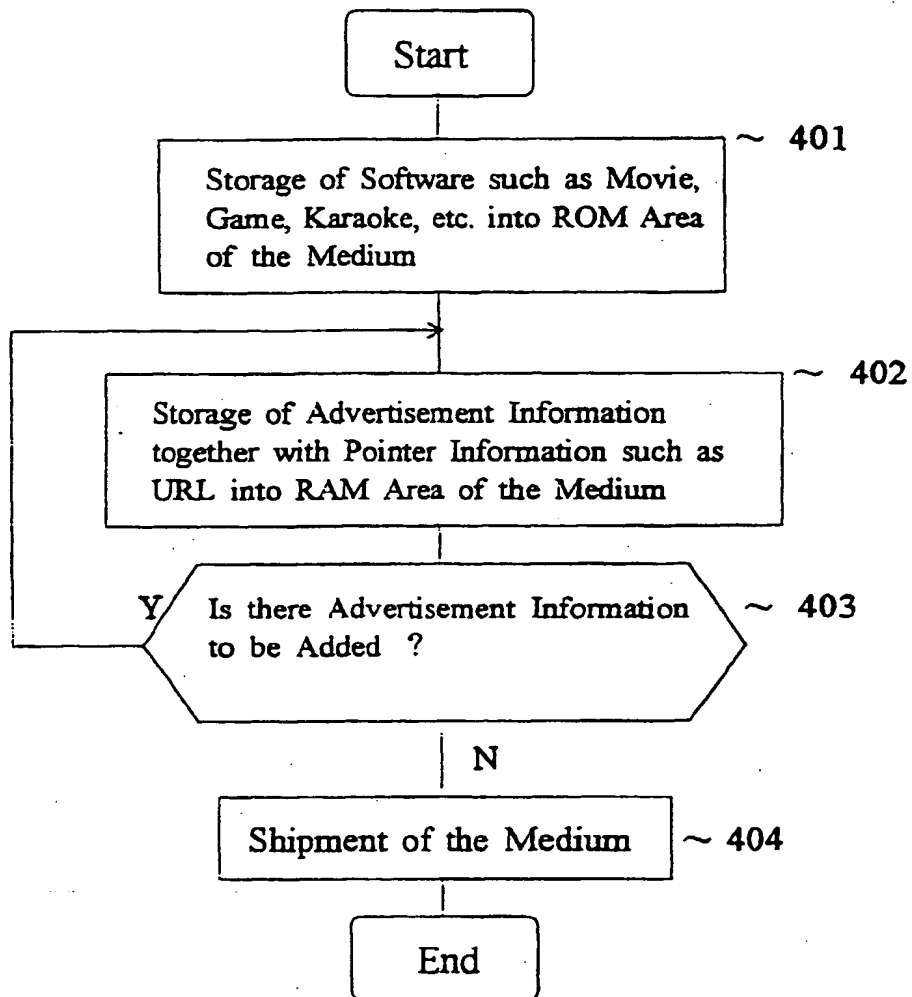 Start
~ 401
Storage of Software such as Movie,
Game, Karaoke, etc. into ROM Area
of the Medium
~ 402
Storage of Advertisement Information
together with Pointer Information such as
URL into RAM Area of the Medium
Y
Is there Advertisement Information
to be Added ?
~ 403
N
Shipment of the Medium
~ 404
End